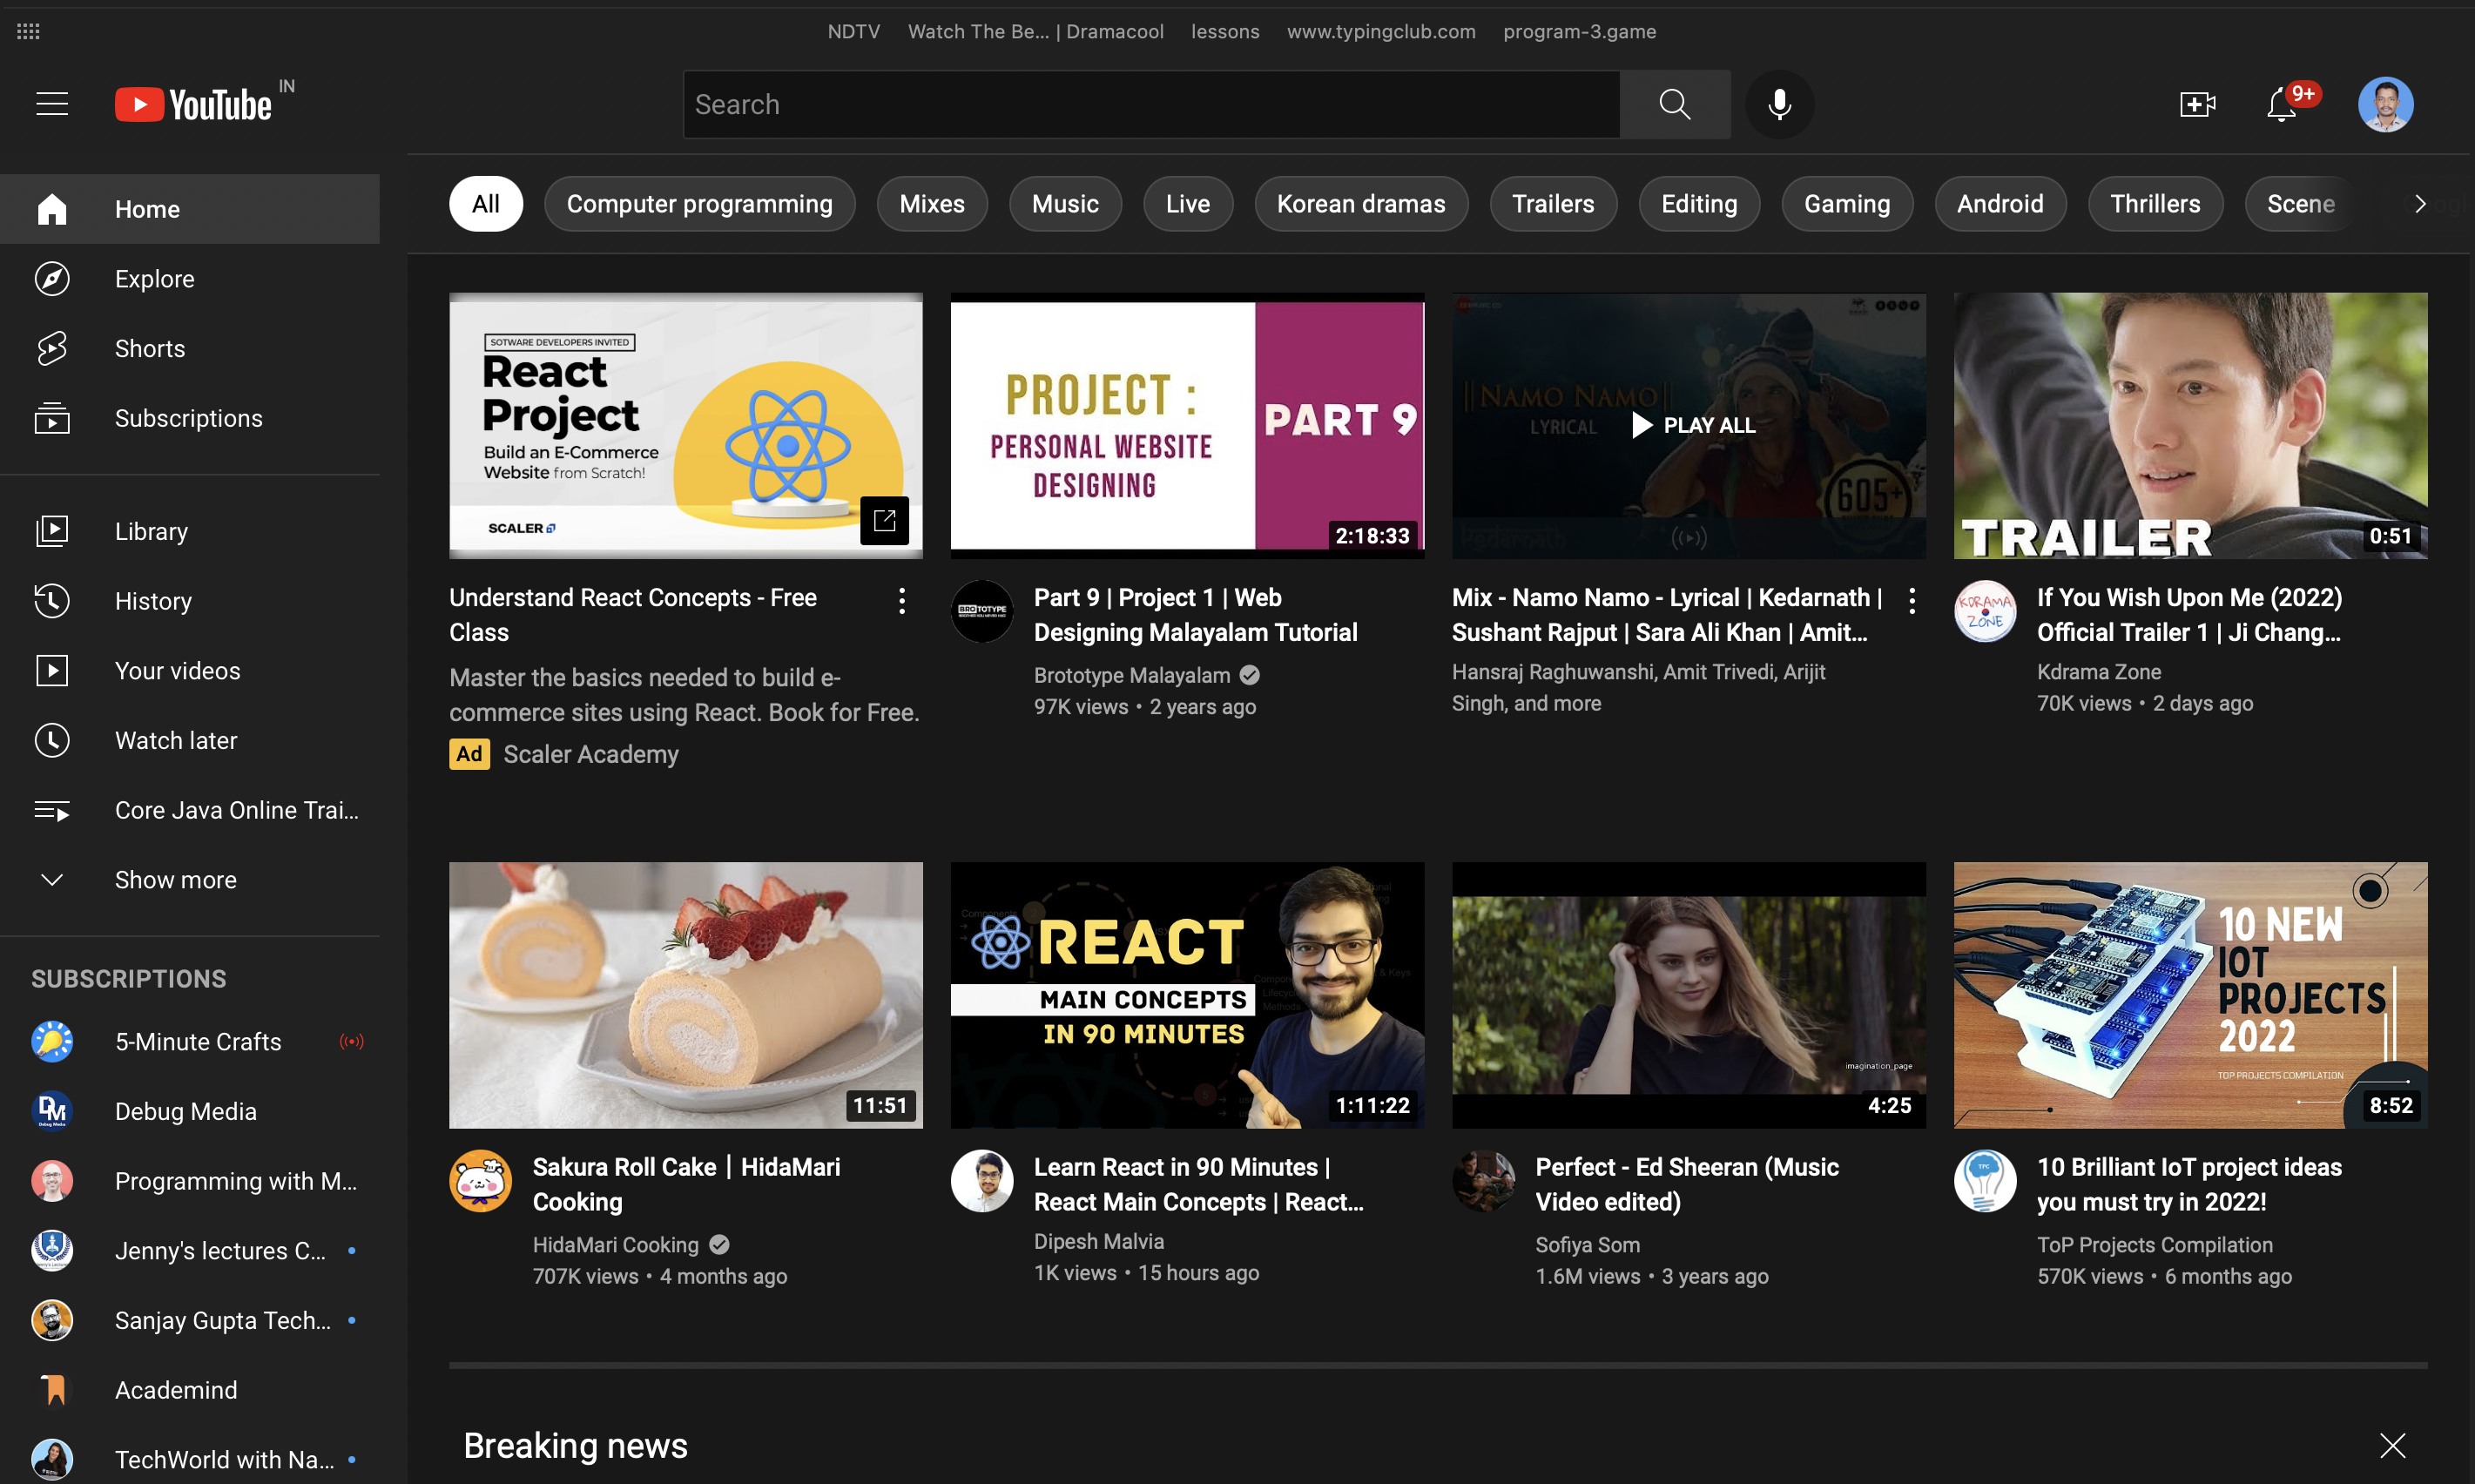 NDTV Watch The Be... | Dramacool lessons www.typingclub.com program-3.game
YouTube IN
Search
9+
Home
Explore
Shorts
Subscriptions
Library
History
Your videos
Watch later
Core Java Online Trai...
Show more
SUBSCRIPTIONS
5-Minute Crafts
Debug Media
Programming with M...
Jenny's lectures C...
Sanjay Gupta Tech...
Academind
TechWorld with Na...
All Computer programming Mixes Music Live Korean dramas Trailers Editing Gaming Android Thrillers Scene
SOTWARE DEVELOPERS INVITED
React
Project
Build an E-Commerce
Website from Scratch!
SCALER
Understand React Concepts - Free
Class
Master the basics needed to build e-
commerce sites using React. Book for Free.
Ad Scaler Academy
PROJECT :
PERSONAL WEBSITE
DESIGNING
PART 9
2:18:33
BROTOTYPE
Part 9 | Project 1 | Web
Designing Malayalam Tutorial
Brototype Malayalam
97K views • 2 years ago
|| NAMO NAMO ||
LYRICAL
PLAY ALL
605+
Kedarnath
Mix - Namo Namo - Lyrical | Kedarnath |
Sushant Rajput | Sara Ali Khan | Amit...
Hansraj Raghuwanshi, Amit Trivedi, Arijit
Singh, and more
TRAILER
0:51
KDRAMA
ZONE
If You Wish Upon Me (2022)
Official Trailer 1 | Ji Chang...
Kdrama Zone
70K views • 2 days ago
11:51
Sakura Roll Cake | HidaMari
Cooking
HidaMari Cooking
707K views • 4 months ago
REACT
MAIN CONCEPTS
IN 90 MINUTES
1:11:22
Learn React in 90 Minutes |
React Main Concepts | React...
Dipesh Malvia
1K views • 15 hours ago
imagination_page
4:25
Perfect - Ed Sheeran (Music
Video edited)
Sofiya Som
1.6M views • 3 years ago
10 NEW
IOT
PROJECTS
2022
TOP PROJECTS COMPILATION
8:52
TPC
10 Brilliant IoT project ideas
you must try in 2022!
ToP Projects Compilation
570K views • 6 months ago
Breaking news